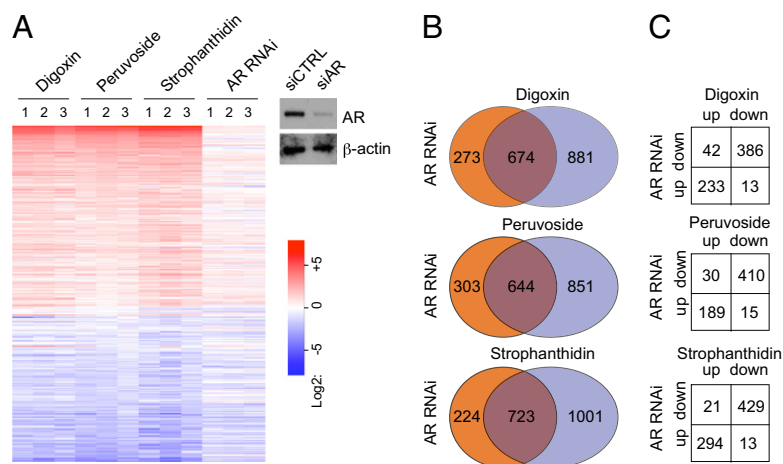 A
Digoxin Peruvoside Strophanthidin AR RNAi
1 2 3 1 2 3 1 2 3 1 2 3
siCTRL siAR
AR
β-actin
+5
0
-5
Log2:
B
Digoxin
AR RNAi
273 674 881
Peruvoside
AR RNAi
303 644 851
Strophanthidin
AR RNAi
224 723 1001
C
Digoxin
up down
AR RNAi
up down
42 386
233 13
Peruvoside
up down
AR RNAi
up down
30 410
189 15
Strophanthidin
up down
AR RNAi
up down
21 429
294 13